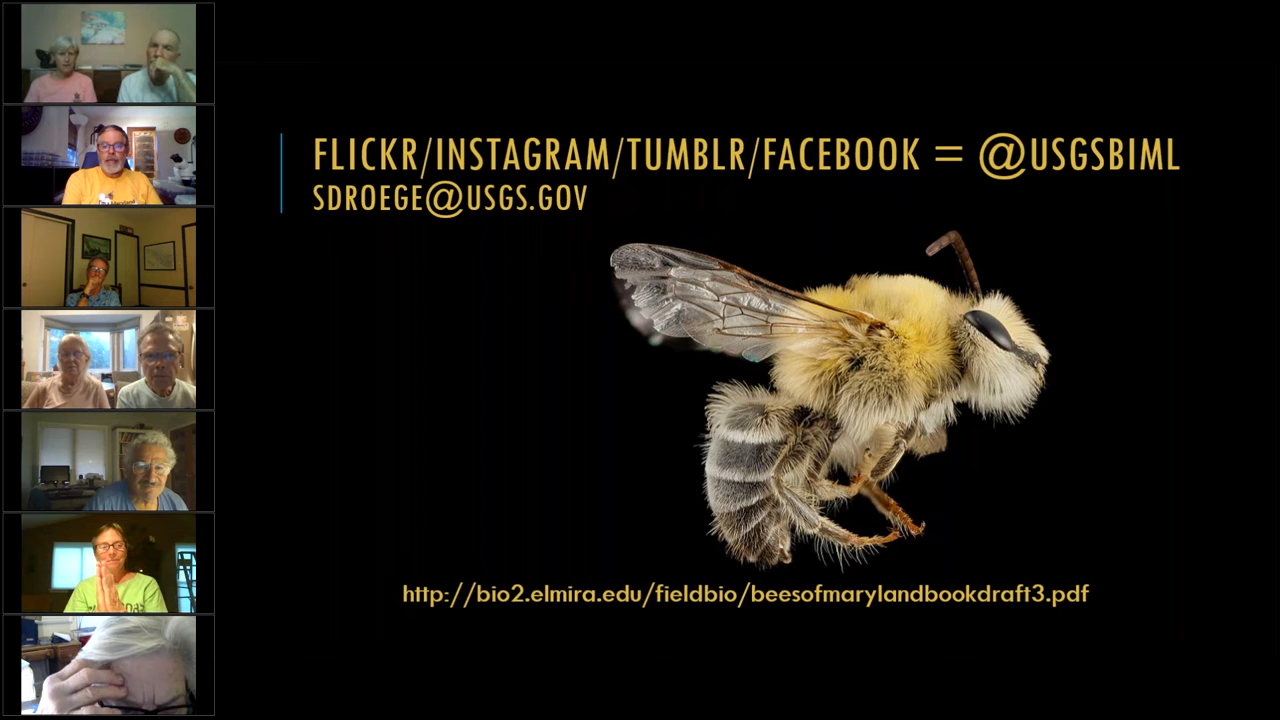 FLICKR/INSTAGRAM/TUMBLR/FACEBOOK = @USGSBIML
SDROEGE@USGS.GOV
http://bio2.elmira.edu/fieldbio/beesofmarylandbookdraft3.pdf